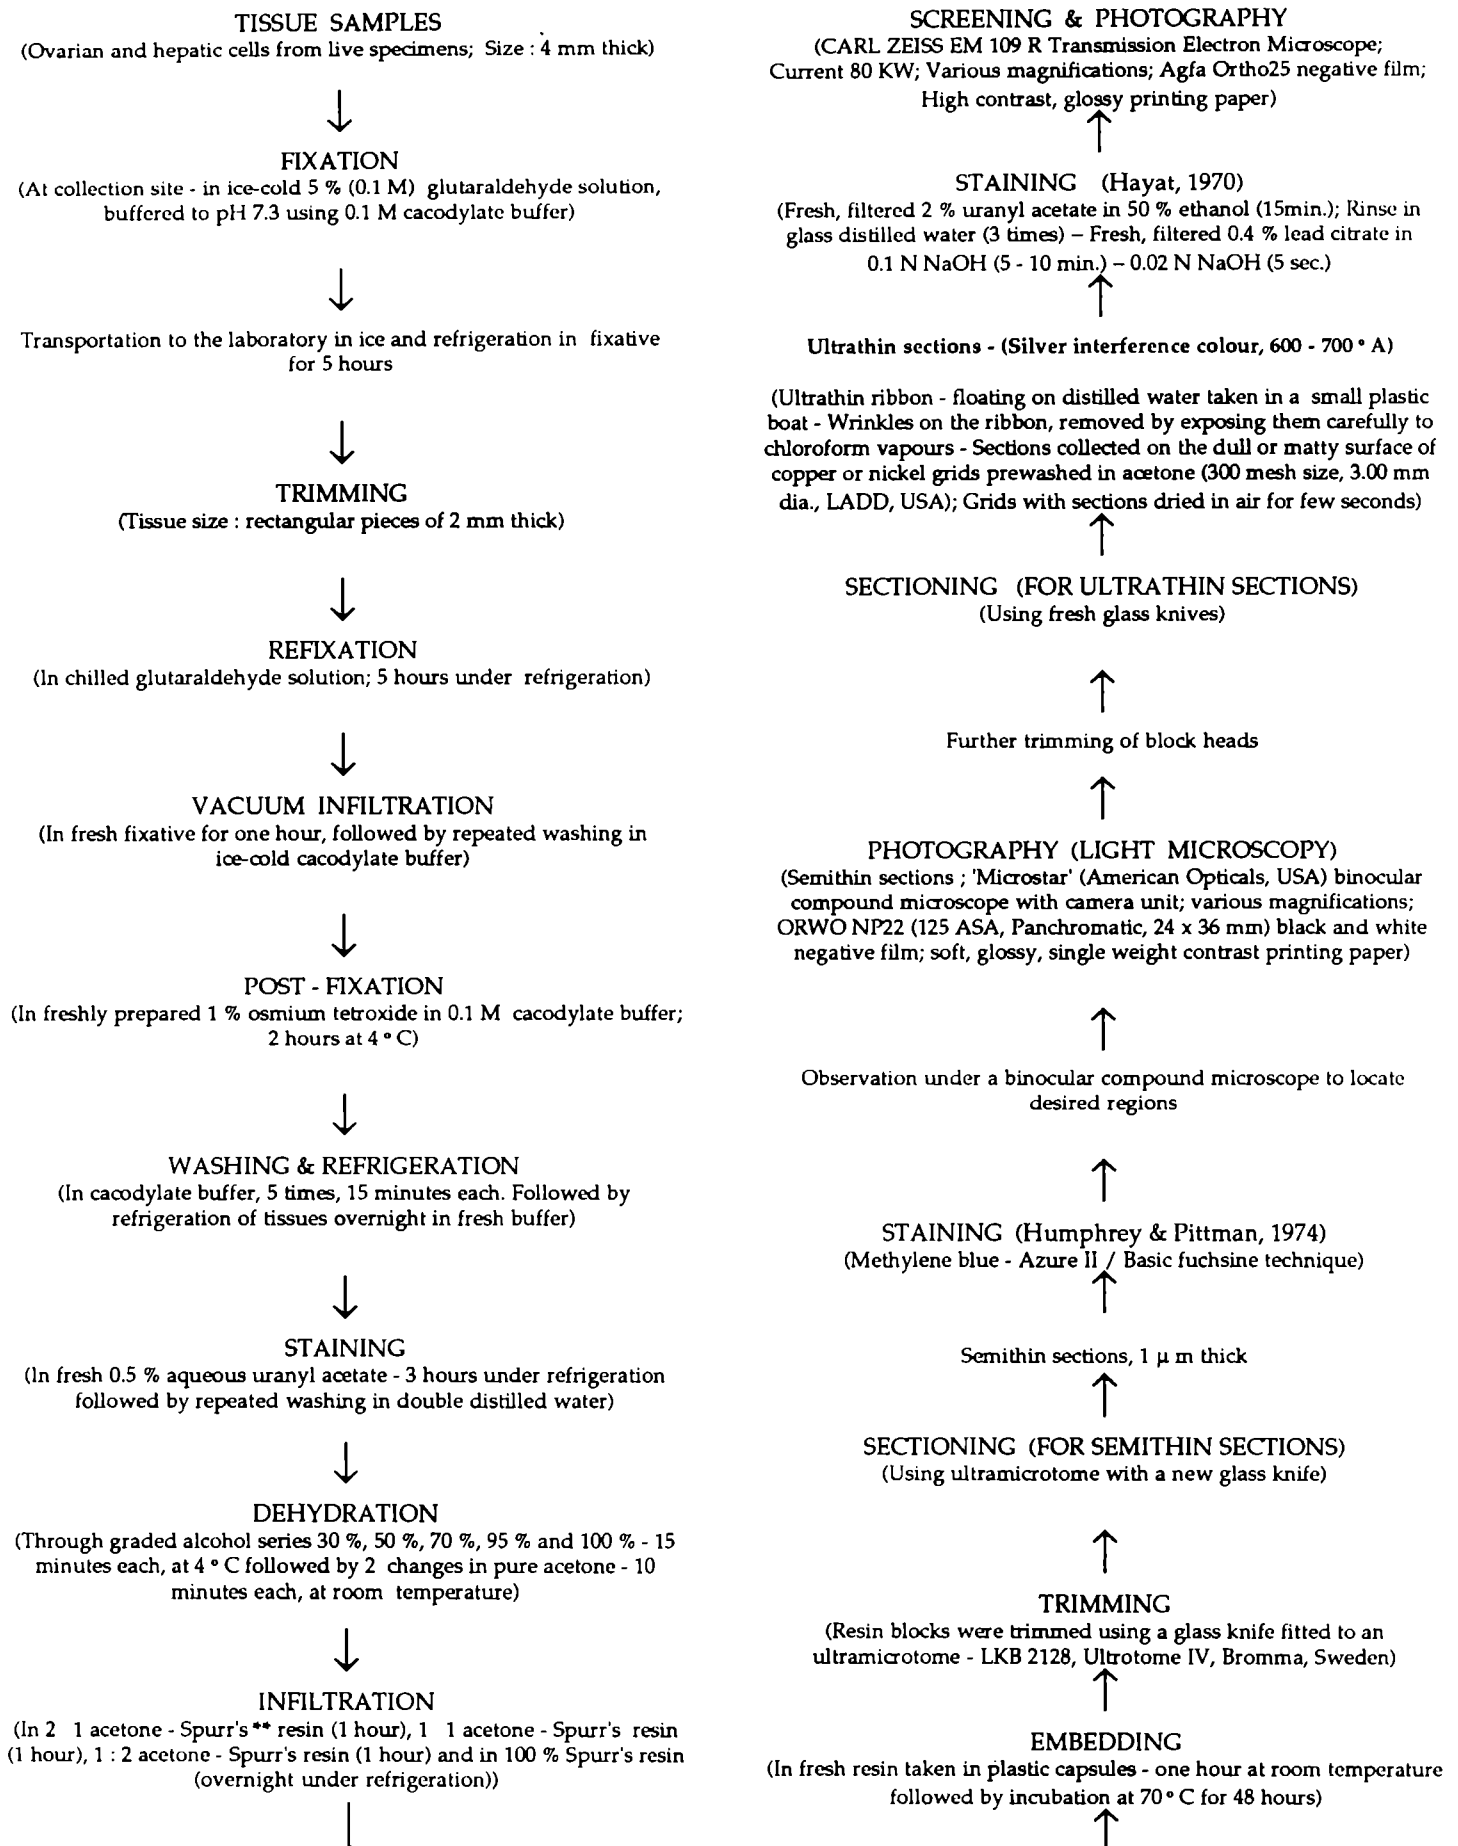 TISSUE SAMPLES
(Ovarian and hepatic cells from live specimens; Size : 4 mm thick)
FIXATION
(At collection site - in ice-cold 5 % (0.1 M) glutaraldehyde solution,
buffered to pH 7.3 using 0.1 M cacodylate buffer)
Transportation to the laboratory in ice and refrigeration in fixative
for 5 hours
TRIMMING
(Tissue size : rectangular pieces of 2 mm thick)
REFIXATION
(In chilled glutaraldehyde solution; 5 hours under refrigeration)
VACUUM INFILTRATION
(In fresh fixative for one hour, followed by repeated washing in
ice-cold cacodylate buffer)
POST - FIXATION
(In freshly prepared 1 % osmium tetroxide in 0.1 M cacodylate buffer;
2 hours at 4 ° C)
WASHING & REFRIGERATION
(In cacodylate buffer, 5 times, 15 minutes each. Followed by
refrigeration of tissues overnight in fresh buffer)
STAINING
(In fresh 0.5 % aqueous uranyl acetate - 3 hours under refrigeration
followed by repeated washing in double distilled water)
DEHYDRATION
(Through graded alcohol series 30 %, 50 %, 70 %, 95 % and 100 % - 15
minutes each, at 4 ° C followed by 2 changes in pure acetone - 10
minutes each, at room temperature)
INFILTRATION
(In 2 1 acetone - Spurr's ** resin (1 hour), 1 1 acetone - Spurr's resin
(1 hour), 1 : 2 acetone - Spurr's resin (1 hour) and in 100 % Spurr's resin
(overnight under refrigeration))
SCREENING & PHOTOGRAPHY
(CARL ZEISS EM 109 R Transmission Electron Microscope;
Current 80 KW; Various magnifications; Agfa Ortho25 negative film;
High contrast, glossy printing paper)
STAINING (Hayat, 1970)
(Fresh, filtered 2 % uranyl acetate in 50 % ethanol (15min.); Rinse in
glass distilled water (3 times) – Fresh, filtered 0.4 % lead citrate in
0.1 N NaOH (5 - 10 min.) – 0.02 N NaOH (5 sec.)
Ultrathin sections - (Silver interference colour, 600 - 700 ° A)
(Ultrathin ribbon - floating on distilled water taken in a small plastic
boat - Wrinkles on the ribbon, removed by exposing them carefully to
chloroform vapours - Sections collected on the dull or matty surface of
copper or nickel grids prewashed in acetone (300 mesh size, 3.00 mm
dia., LADD, USA); Grids with sections dried in air for few seconds)
SECTIONING (FOR ULTRATHIN SECTIONS)
(Using fresh glass knives)
Further trimming of block heads
PHOTOGRAPHY (LIGHT MICROSCOPY)
(Semithin sections ; 'Microstar' (American Opticals, USA) binocular
compound microscope with camera unit; various magnifications;
ORWO NP22 (125 ASA, Panchromatic, 24 x 36 mm) black and white
negative film; soft, glossy, single weight contrast printing paper)
Observation under a binocular compound microscope to locate
desired regions
STAINING (Humphrey & Pittman, 1974)
(Methylene blue - Azure II / Basic fuchsine technique)
Semithin sections, 1 µ m thick
SECTIONING (FOR SEMITHIN SECTIONS)
(Using ultramicrotome with a new glass knife)
TRIMMING
(Resin blocks were trimmed using a glass knife fitted to an
ultramicrotome - LKB 2128, Ultrotome IV, Bromma, Sweden)
EMBEDDING
(In fresh resin taken in plastic capsules - one hour at room temperature
followed by incubation at 70 ° C for 48 hours)